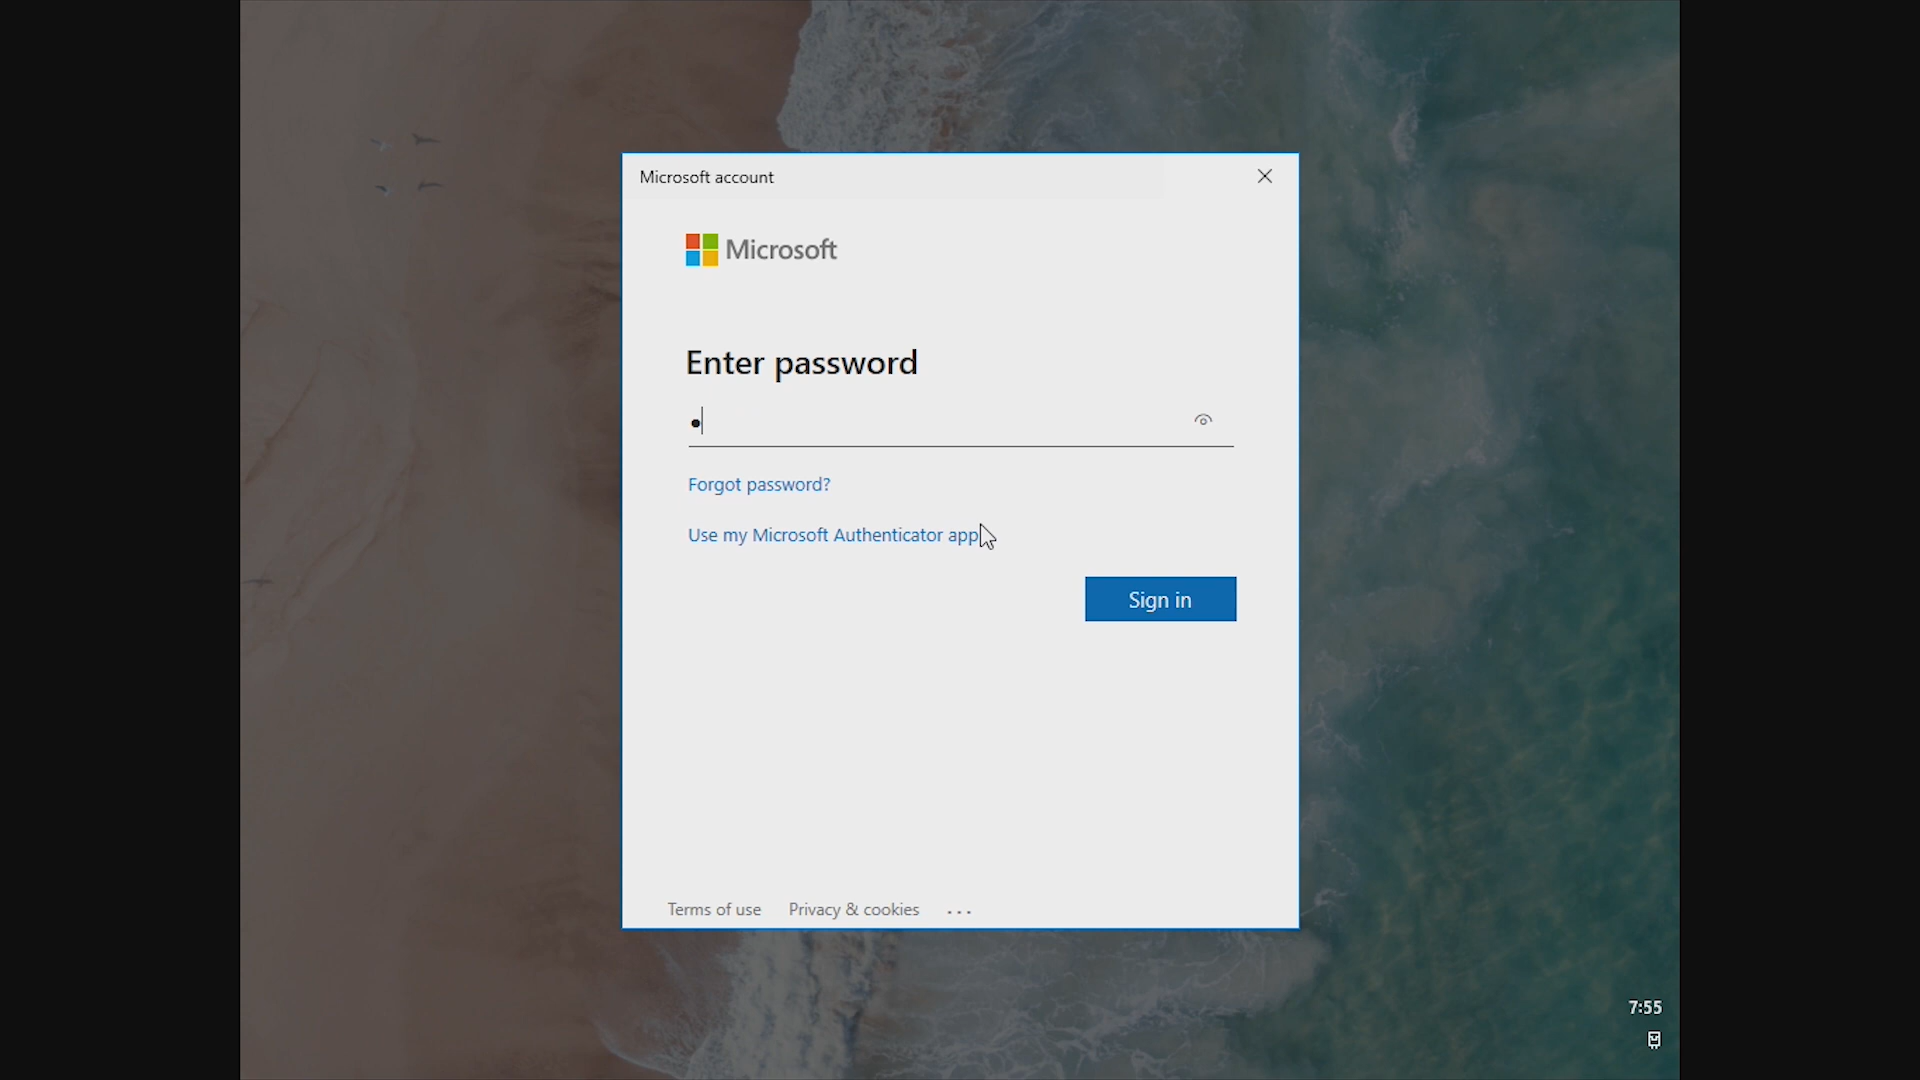 Microsoft account
Microsoft
Enter password
Forgot password?
Use my Microsoft Authenticator app
Sign in
Terms of use
Privacy & cookies
...
7:55